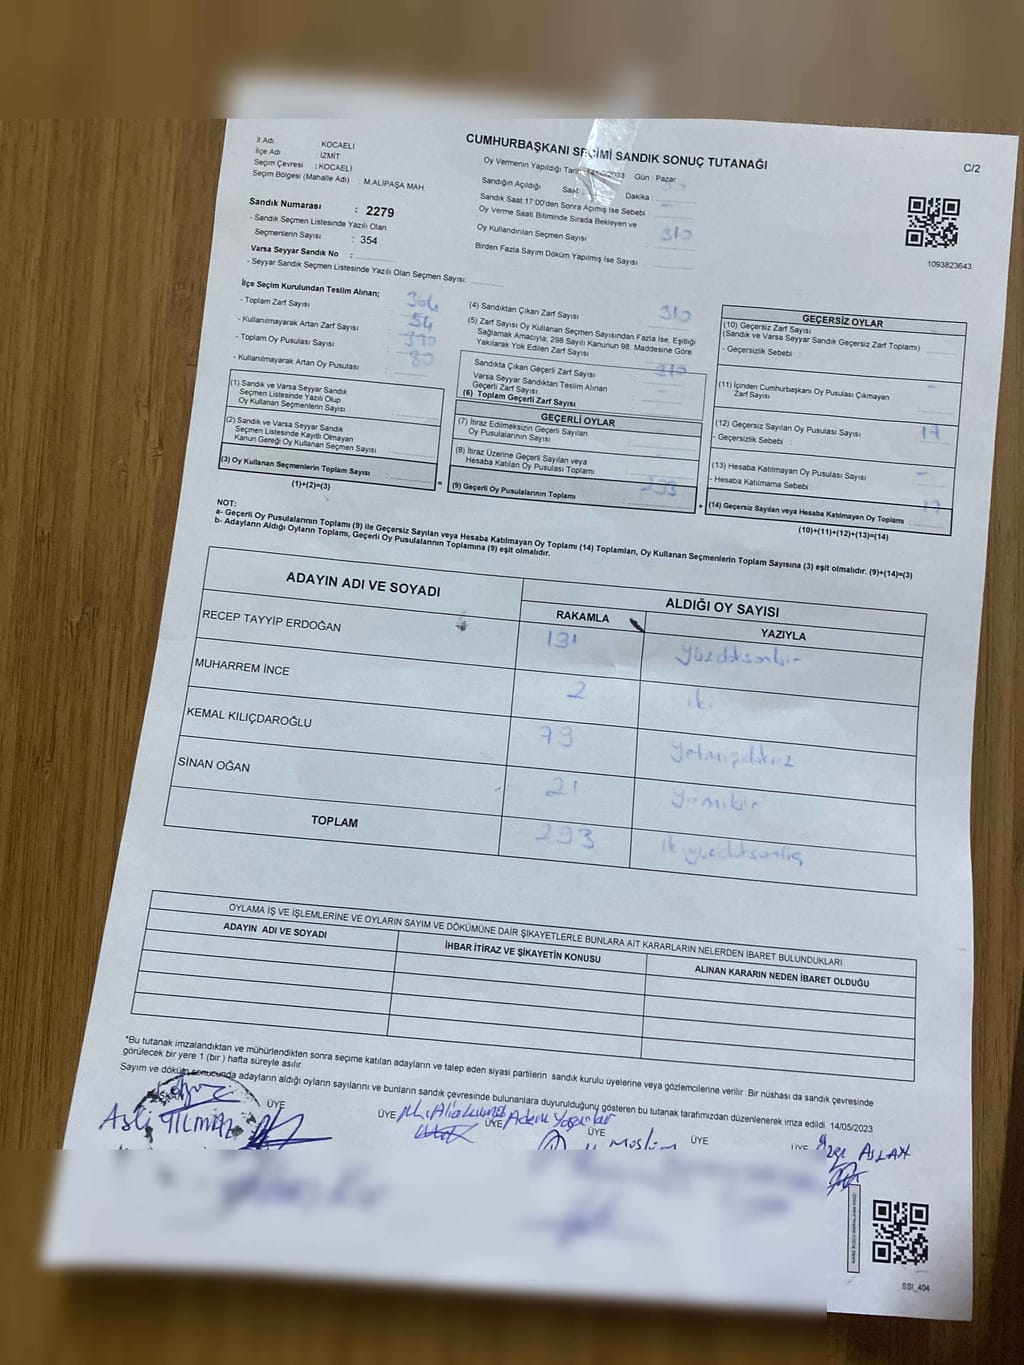 CUMHURBAŞKANI SEÇİMİ SANDIK SONUÇ TUTANAĞI
C/2
İl Adı : KOCAELİ
İlçe Adı : İZMİT
Seçim Çevresi : KOCAELİ
Seçim Bölgesi (Mahalle Adı) : M.ALİPAŞA MAH.
Sandık Numarası : 2279
- Sandık Seçmen Listesinde Yazılı Olan
Seçmenlerin Sayısı : 354
Varsa Seyyar Sandık No :
- Seyyar Sandık Seçmen Listesinde Yazılı Olan Seçmen Sayısı:
Oy Vermenin Yapıldığı Gün : Pazar
Sandığın Açıldığı Dakika
Sandık Saat 17:00'den Sonra Açılmış İse Sebebi :
Oy Verme Saati Bitiminde Sırada Bekleyen ve
Oy Kullandırılan Seçmen Sayısı 310
Birden Fazla Sayım Döküm Yapılmış İse Sayısı :
1093823643
İlçe Seçim Kurulundan Teslim Alınan;
- Toplam Zarf Sayısı 364
- Kullanılmayarak Artan Zarf Sayısı : 54
- Toplam Oy Pusulası Sayısı :
- Kullanılmayarak Artan Oy Pusulası : 80
(1) Sandık ve Varsa Seyyar Sandık
Seçmen Listesinde Yazılı Olup
Oy Kullanan Seçmenlerin Sayısı :
(2) Sandık ve Varsa Seyyar Sandık
Seçmen Listesinde Kayıtlı Olmayan
Kanun Gereği Oy Kullanan Seçmen Sayısı :
(3) Oy Kullanan Seçmenlerin Toplam Sayısı :
(1)+(2)=(3)
(4) Sandıktan Çıkan Zarf Sayısı : 310
(5) Zarf Sayısı Oy Kullanan Seçmen Sayısından Fazla İse, Eşitliği
Sağlamak Amacıyla, 298 Sayılı Kanunun 98. Maddesine Göre
Yakılarak Yok Edilen Zarf Sayısı
Sandıkta Çıkan Geçerli Zarf Sayısı : 310
Varsa Seyyar Sandıktan Teslim Alınan
Geçerli Zarf Sayısı
(6) Toplam Geçerli Zarf Sayısı
GEÇERLİ OYLAR
(7) İtiraz Edilmeksizin Geçerli Sayılan
Oy Pusulalarının Sayısı
(8) İtiraz Üzerine Geçerli Sayılan veya
Hesaba Katılan Oy Pusulası Toplamı
(9) Geçerli Oy Pusulalarının Toplamı 293
GEÇERSİZ OYLAR
(10) Geçersiz Zarf Sayısı
(Sandık ve Varsa Seyyar Sandık Geçersiz Zarf Toplamı)
- Geçersizlik Sebebi :
(11) İçinden Cumhurbaşkanı Oy Pusulası Çıkmayan
Zarf Sayısı
(12) Geçersiz Sayılan Oy Pusulası Sayısı 17
- Geçersizlik Sebebi :
(13) Hesaba Katılmayan Oy Pusulası Sayısı
- Hesaba Katılmama Sebebi :
(14) Geçersiz Sayılan veya Hesaba Katılmayan Oy Toplamı 17
(10)+(11)+(12)+(13)=(14)
NOT:
a- Geçerli Oy Pusulalarının Toplamı (9) ile Geçersiz Sayılan veya Hesaba Katılmayan Oy Toplamı (14) Toplamları, Oy Kullanan Seçmenlerin Toplam Sayısına (3) eşit olmalıdır. (9)+(14)=(3)
b- Adayların Aldığı Oyların Toplamı, Geçerli Oy Pusulalarının Toplamına (9) eşit olmalıdır.
ADAYIN ADI VE SOYADI ALDIĞI OY SAYISI
RAKAMLA YAZIYLA
RECEP TAYYİP ERDOĞAN yüzdoksanbir
MUHARREM İNCE 2 iki
KEMAL KILIÇDAROĞLU 79 yetmişdokuz
SİNAN OĞAN 21 yirmibir
TOPLAM 293 ikiyüzdoksanüç
OYLAMA İŞ VE İŞLEMLERİNE VE OYLARIN SAYIM VE DÖKÜMÜNE DAİR ŞİKAYETLERLE BUNLARA AİT KARARLARIN NELERDEN İBARET BULUNDUKLARI
ADAYIN ADI VE SOYADI İHBAR İTİRAZ VE ŞİKAYETİN KONUSU ALINAN KARARIN NEDEN İBARET OLDUĞU
*Bu tutanak imzalandıktan ve mühürlendikten sonra seçime katılan adayların ve talep eden siyasi partilerin sandık kurulu üyelerine veya gözlemcilerine verilir. Bir nüshası da sandık çevresinde
görülecek bir yere 1 (bir ) hafta süreyle asılır.
Sayım ve döküm sonucunda adayların aldığı oyların sayılarını ve bunların sandık çevresinde bulunanlara duyurulduğunu gösteren bu tutanak tarafımızdan düzenlenerek imza edildi. 14/05/2023
ÜYE ÜYE ÜYE ÜYE ÜYE ÜYE
Aslı YILMAZ Adem Müslüm ASLAN
SSI_404